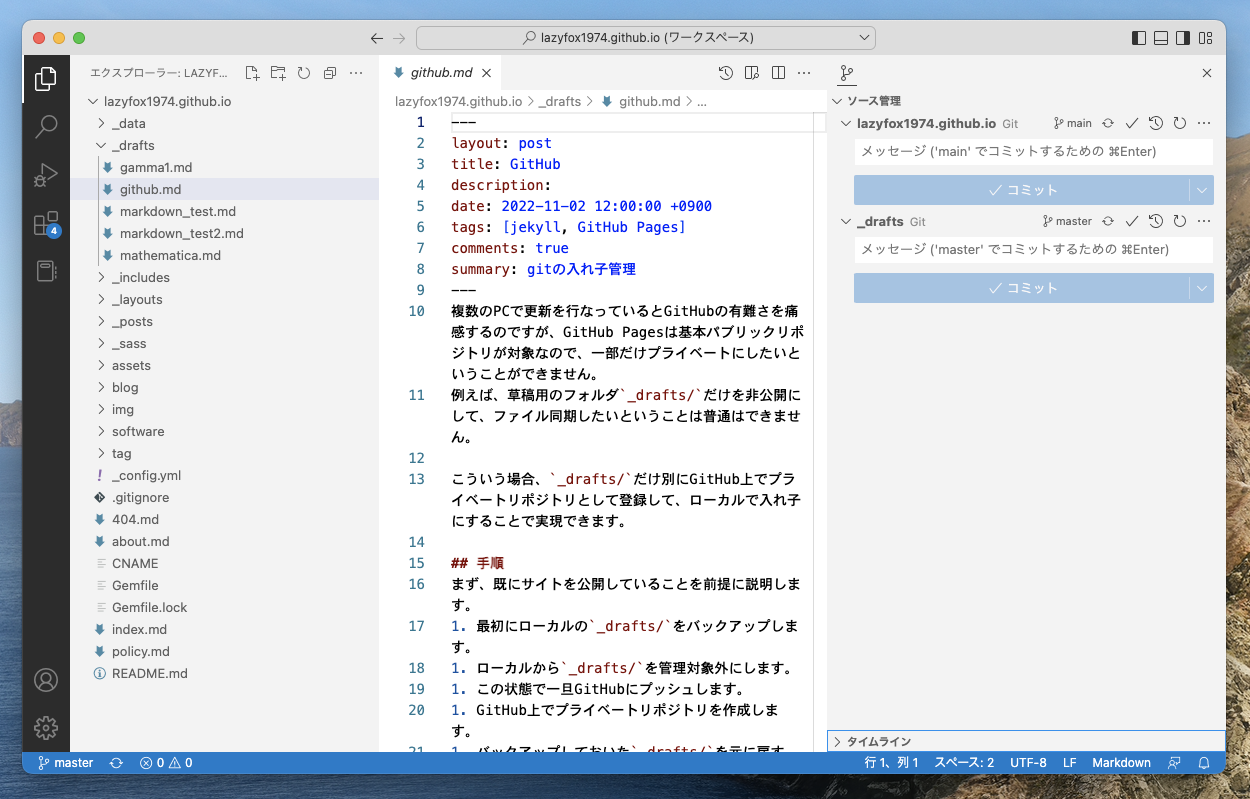 lazyfox1974.github.io (ワークスペース)
エクスプローラー: LAZYF...
lazyfox1974.github.io
_data
_drafts
gamma1.md
github.md
markdown_test.md
markdown_test2.md
mathematica.md
_includes
_layouts
_posts
_sass
assets
blog
img
software
tag
_config.yml
.gitignore
404.md
about.md
CNAME
Gemfile
Gemfile.lock
index.md
policy.md
README.md
4
github.md
lazyfox1974.github.io > _drafts > github.md > ...
1 ---
2 layout: post
3 title: GitHub
4 description:
5 date: 2022-11-02 12:00:00 +0900
6 tags: [jekyll, GitHub Pages]
7 comments: true
8 summary: gitの入れ子管理
9 ---
10 複数のPCで更新を行なっているとGitHubの有難さを痛
感するのですが、GitHub Pagesは基本パブリックリポ
ジトリが対象なので、一部だけプライベートにしたいと
いうことができません。
11 例えば、草稿用のフォルダ`_drafts/`だけを非公開に
して、ファイル同期したいということは普通はできませ
ん。
12
13 こういう場合、`_drafts/`だけ別にGitHub上でプラ
イベートリポジトリとして登録して、ローカルで入れ子
にすることで実現できます。
14
15 ## 手順
16 まず、既にサイトを公開していることを前提に説明しま
す。
17 1. 最初にローカルの`_drafts/`をバックアップしま
す。
18 1. ローカルから`_drafts/`を管理対象外にします。
19 1. この状態で一旦GitHubにプッシュします。
20 1. GitHub上でプライベートリポジトリを作成しま
す。
21 1. バックアップしておいた`_drafts/`を元に戻す
ソース管理
lazyfox1974.github.io Git main
メッセージ ('main' でコミットするための ⌘Enter)
コミット
_drafts Git master
メッセージ ('master' でコミットするための ⌘Enter)
コミット
タイムライン
master 0 0 行 1、列 1 スペース: 2 UTF-8 LF Markdown